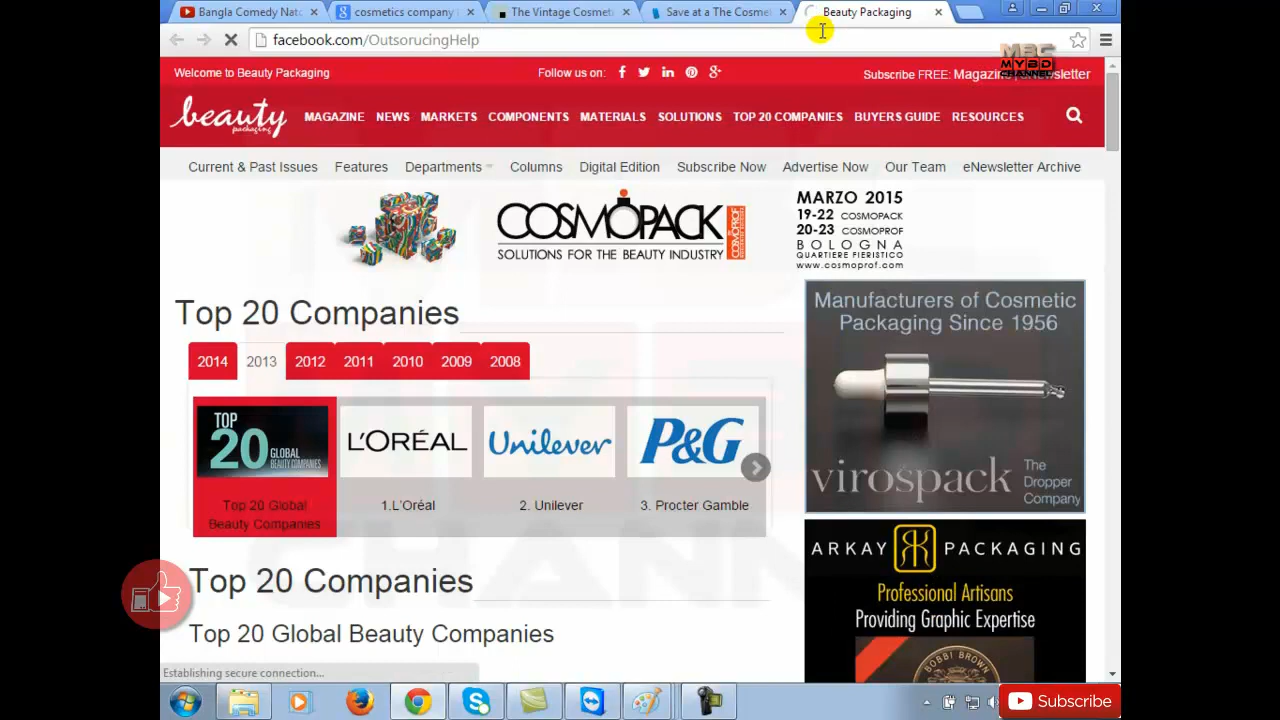 Bangla Comedy Nato
cosmetics company
The Vintage Cosmeti
Save at a The Cosmet
Beauty Packaging
facebook.com/OutsorucingHelp
MBC
MYBD
CHANNEL
Welcome to Beauty Packaging
Follow us on:
Subscribe FREE: Magazine | eNewsletter
beauty
packaging
MAGAZINE NEWS MARKETS COMPONENTS MATERIALS SOLUTIONS TOP 20 COMPANIES BUYERS GUIDE RESOURCES
Current & Past Issues Features Departments Columns Digital Edition Subscribe Now Advertise Now Our Team eNewsletter Archive
COSMOPACK
SOLUTIONS FOR THE BEAUTY INDUSTRY
MARZO 2015
19-22 COSMOPACK
20-23 COSMOPROF
BOLOGNA
QUARTIERE FIERISTICO
www.cosmoprof.com
Top 20 Companies
2014 2013 2012 2011 2010 2009 2008
TOP
20 GLOBAL
BEAUTY COMPANIES
L'ORÉAL
Unilever
P&G
Top 20 Global
Beauty Companies
1.L'Oréal
2. Unilever
3. Procter Gamble
Manufacturers of Cosmetic
Packaging Since 1956
virospack
The
Dropper
Company
ARKAY PACKAGING
Professional Artisans
Providing Graphic Expertise
BOBBI BROWN
Top 20 Companies
Top 20 Global Beauty Companies
Establishing secure connection...
Subscribe